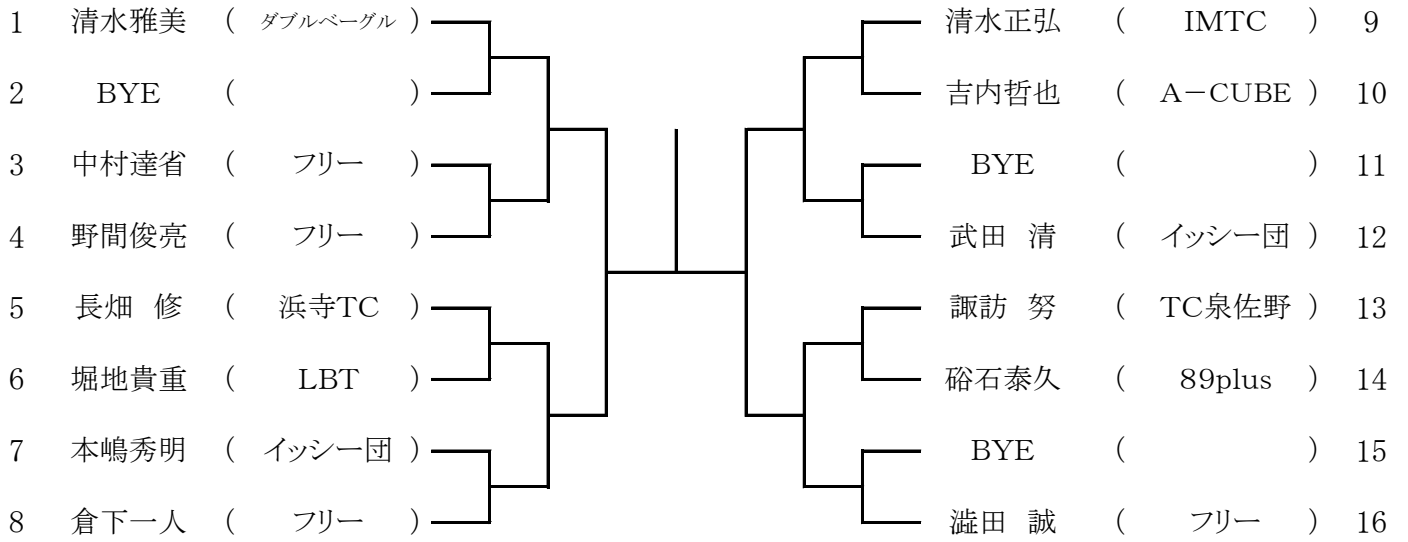 1 清水雅美 ( ダブルベーグル ) 清水正弘 ( IMTC ) 9
2 BYE ( ) 吉内哲也 ( A－CUBE ) 10
3 中村達省 ( フリー ) BYE ( ) 11
4 野間俊亮 ( フリー ) 武田 清 ( イッシー団 ) 12
5 長畑 修 ( 浜寺TC ) 諏訪 努 ( TC泉佐野 ) 13
6 堀地貴重 ( LBT ) 硲石泰久 ( 89plus ) 14
7 本嶋秀明 ( イッシー団 ) BYE ( ) 15
8 倉下一人 ( フリー ) 澁田 誠 ( フリー ) 16